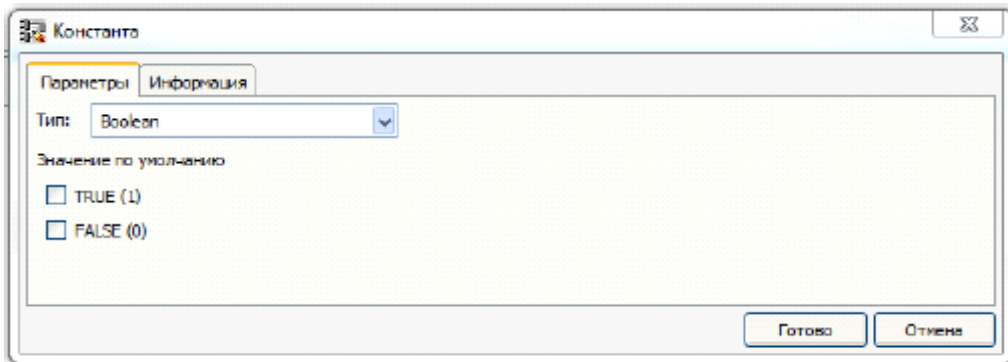 Константа
Параметры Информация
Тип: Boolean
Значение по умолчанию
TRUE (1)
FALSE (0)
Готово Отмена